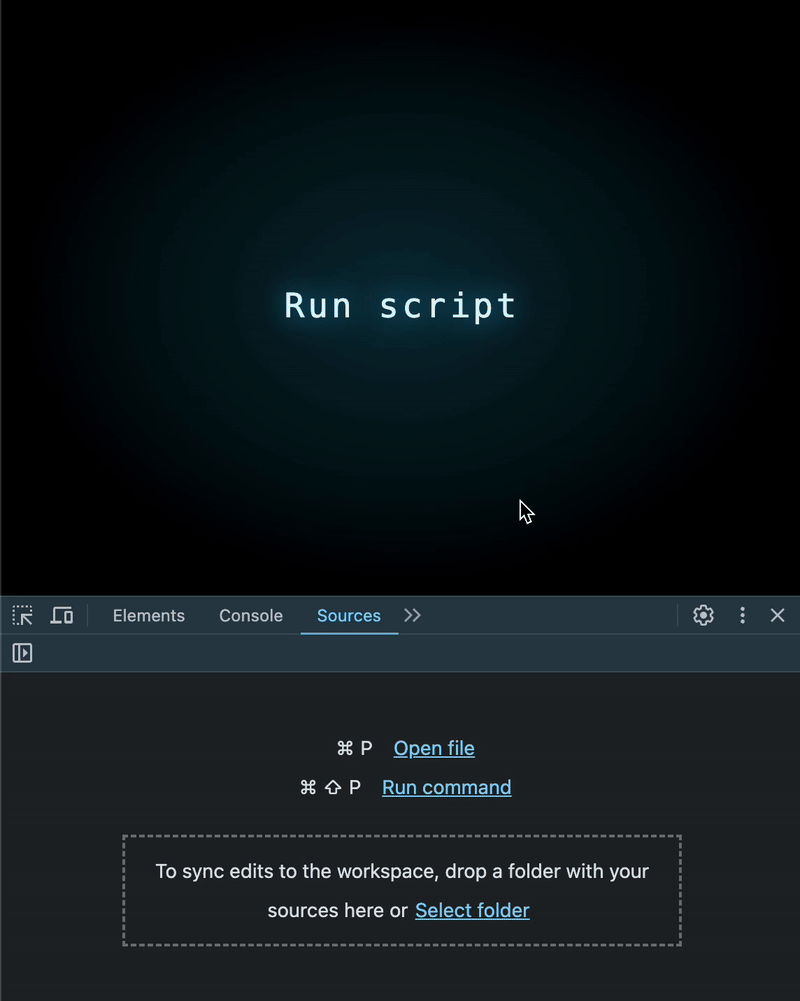 Run script
Elements Console Sources
⌘ P Open file
⌘ ⇧ P Run command
To sync edits to the workspace, drop a folder with your
sources here or Select folder